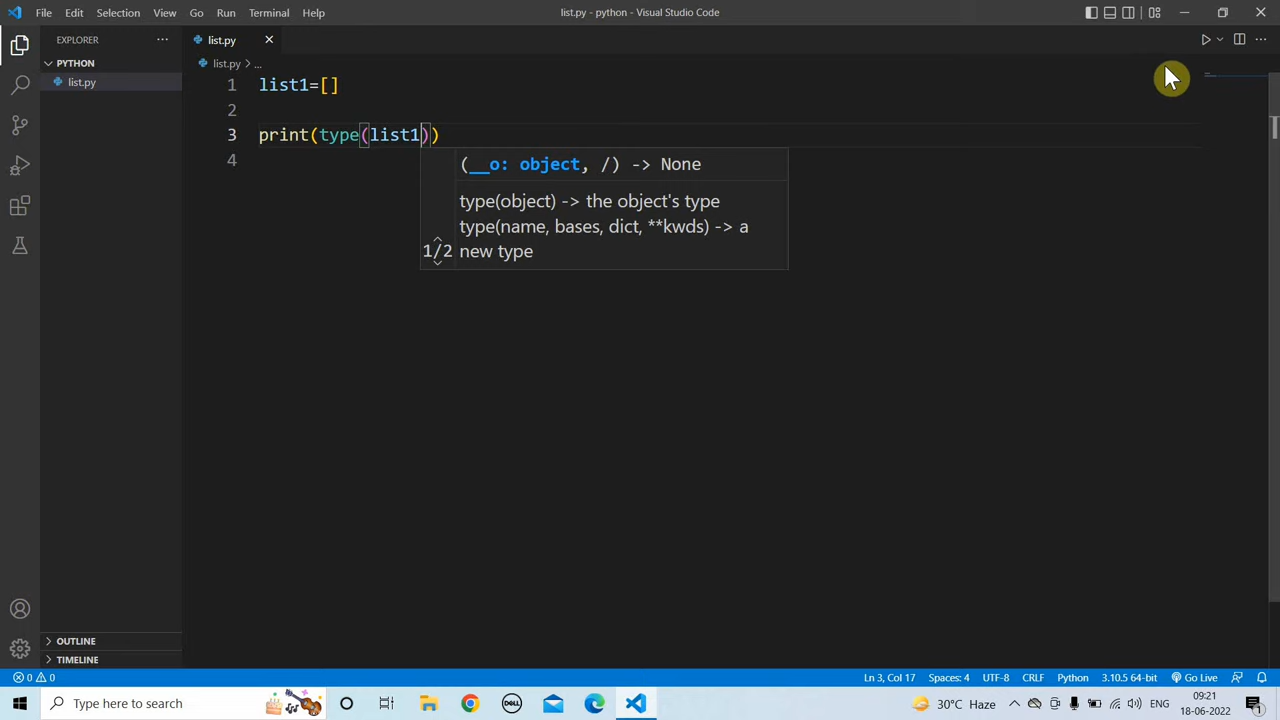 File Edit Selection View Go Run Terminal Help
list.py - python - Visual Studio Code
EXPLORER
PYTHON
list.py
OUTLINE
TIMELINE
list.py
list.py > ...
1 list1=[]
2
3 print(type(list1))
4
(__o: object, /) -> None
type(object) -> the object's type
type(name, bases, dict, **kwds) -> a
1/2 new type
0 0
Ln 3, Col 17 Spaces: 4 UTF-8 CRLF Python 3.10.5 64-bit Go Live
Type here to search
DELL
30°C Haze
ENG
09:21
18-06-2022
1